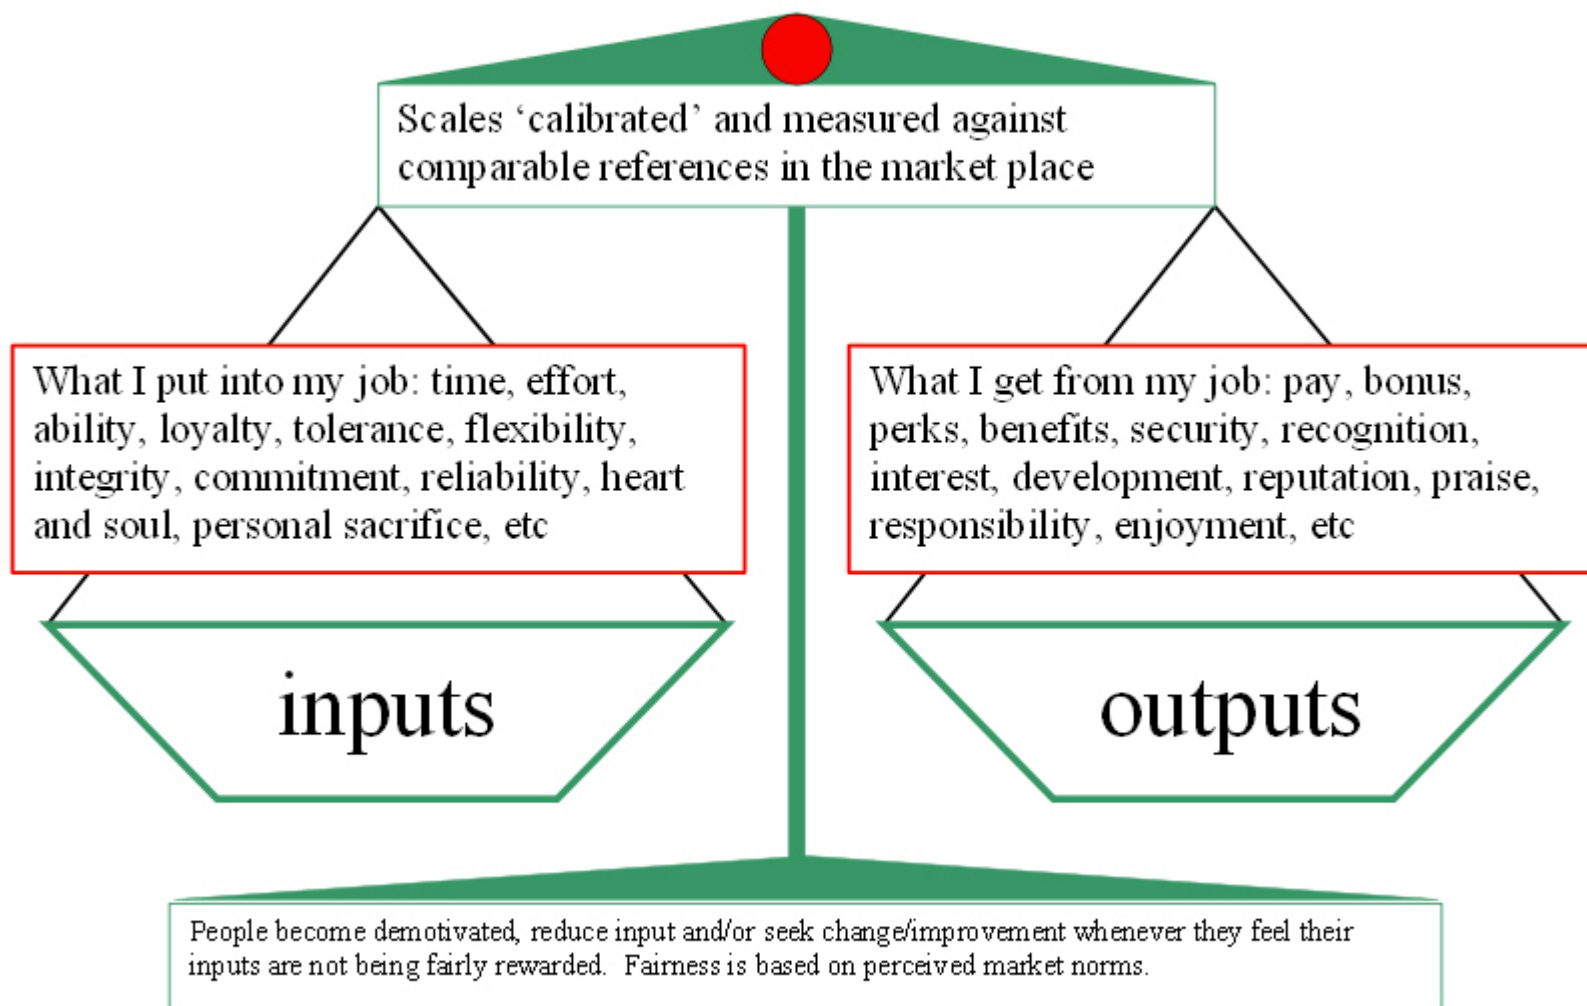 Scales ‘calibrated’ and measured against
comparable references in the market place
What I put into my job: time, effort,
ability, loyalty, tolerance, flexibility,
integrity, commitment, reliability, heart
and soul, personal sacrifice, etc
What I get from my job: pay, bonus,
perks, benefits, security, recognition,
interest, development, reputation, praise,
responsibility, enjoyment, etc
inputs
outputs
People become demotivated, reduce input and/or seek change/improvement whenever they feel their
inputs are not being fairly rewarded.  Fairness is based on perceived market norms.